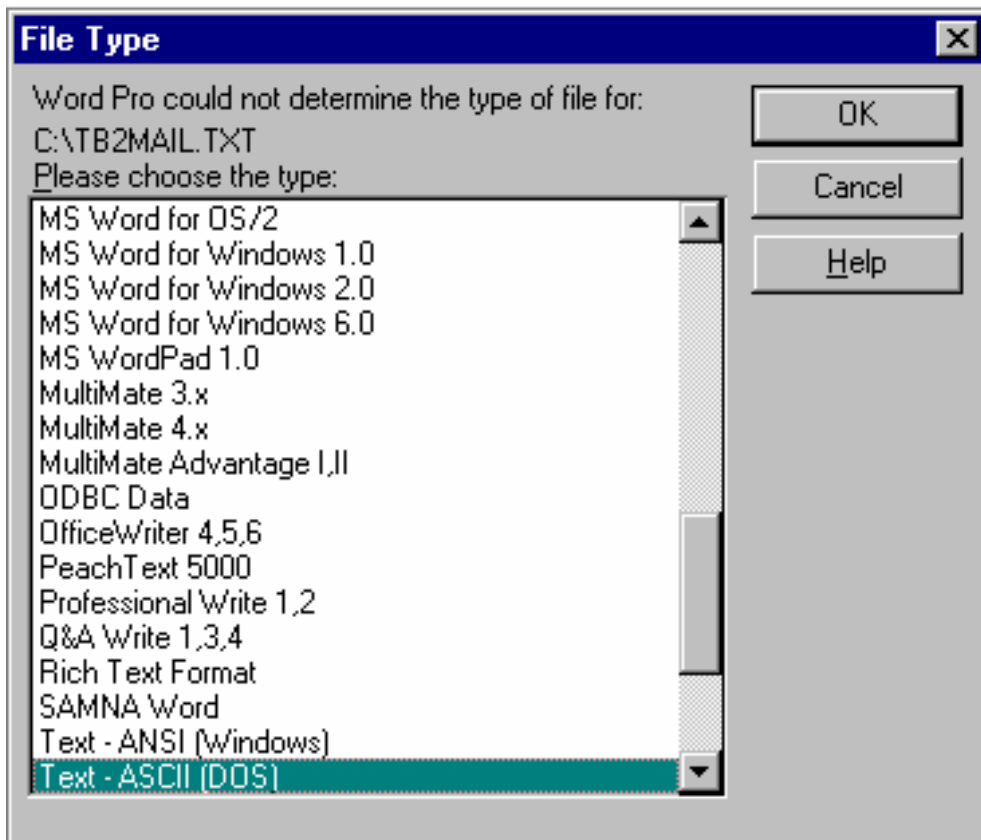 File Type
Word Pro could not determine the type of file for:
C:\TB2MAIL.TXT
Please choose the type:
OK
Cancel
Help
MS Word for OS/2
MS Word for Windows 1.0
MS Word for Windows 2.0
MS Word for Windows 6.0
MS WordPad 1.0
MultiMate 3.x
MultiMate 4.x
MultiMate Advantage I,II
ODBC Data
OfficeWriter 4,5,6
PeachText 5000
Professional Write 1,2
Q&A Write 1,3,4
Rich Text Format
SAMNA Word
Text - ANSI (Windows)
Text - ASCII (DOS)